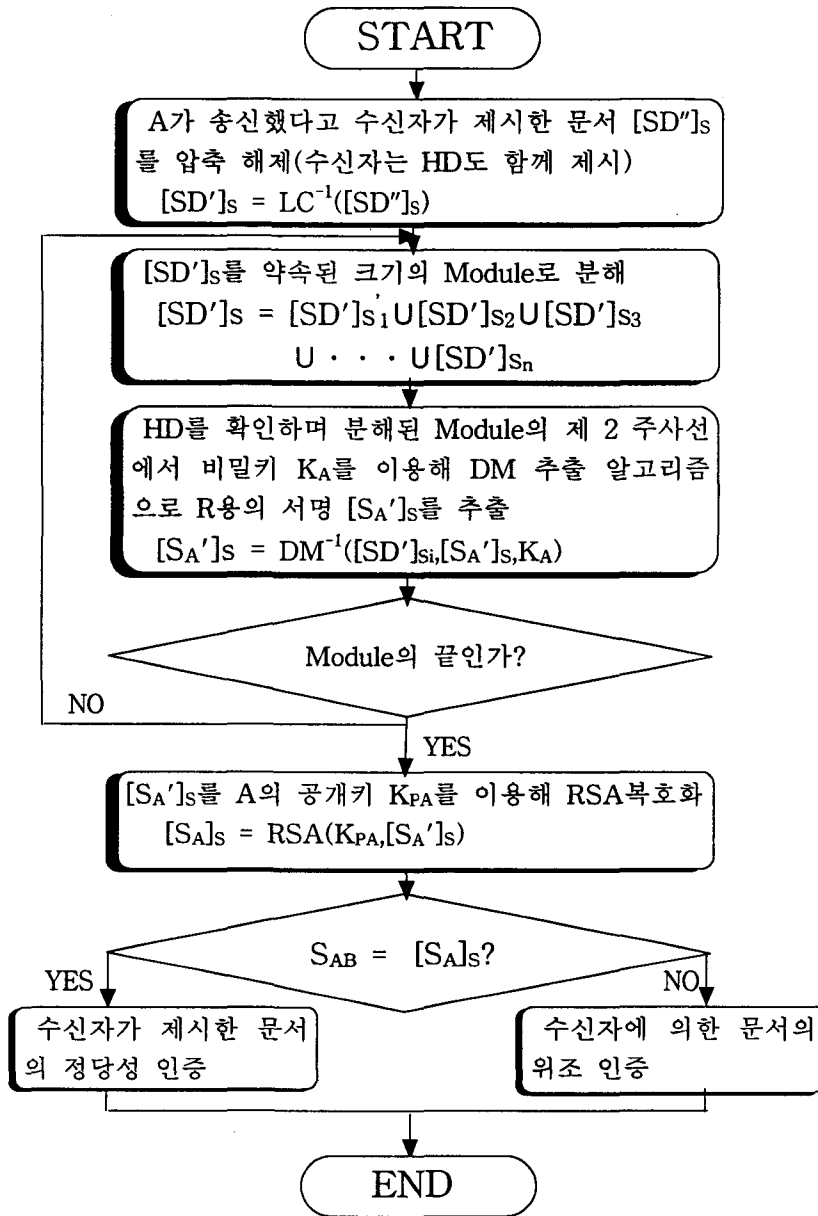 START
A가 송신했다고 수신자가 제시한 문서 [SD″]s
를 압축 해제(수신자는 HD도 함께 제시)
[SD′]s = LC⁻¹([SD″]s)
[SD′]s를 약속된 크기의 Module로 분해
[SD′]s = [SD′]s₁∪[SD′]s₂∪[SD′]s₃
∪ · · · ∪[SD′]sₙ
HD를 확인하며 분해된 Module의 제 2 주사선
에서 비밀키 KA를 이용해 DM 추출 알고리즘
으로 R용의 서명 [SA′]s를 추출
[SA′]s = DM⁻¹([SD′]si,[SA′]s,KA)
Module의 끝인가?
NO
YES
[SA′]s를 A의 공개키 KPA를 이용해 RSA복호화
[SA]s = RSA(KPA,[SA′]s)
SAB = [SA]s?
YES
NO
수신자가 제시한 문서
의 정당성 인증
수신자에 의한 문서의
위조 인증
END